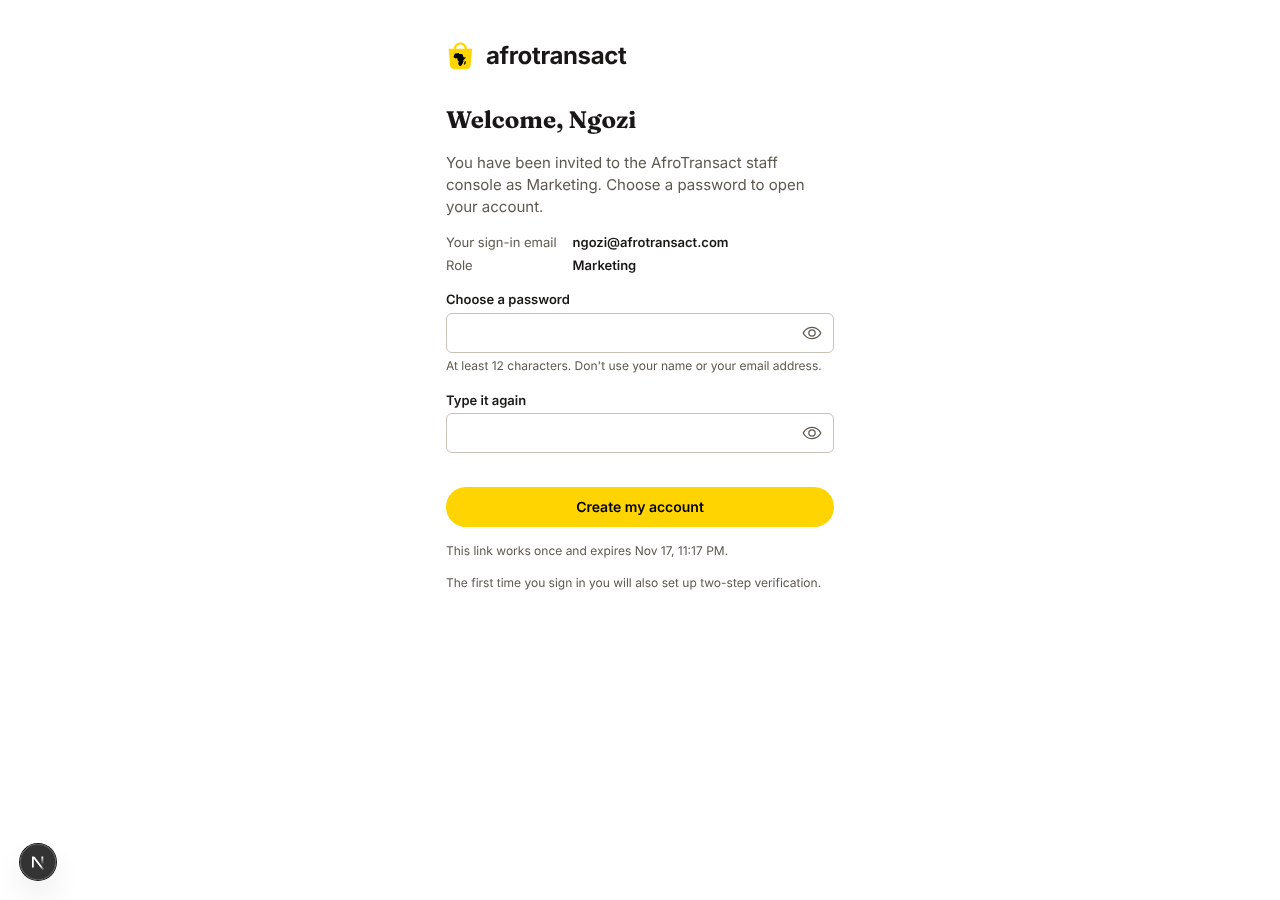 afrotransact
Welcome, Ngozi
You have been invited to the AfroTransact staff
console as Marketing. Choose a password to open
your account.
Your sign-in email ngozi@afrotransact.com
Role Marketing
Choose a password
At least 12 characters. Don't use your name or your email address.
Type it again
Create my account
This link works once and expires Nov 17, 11:17 PM.
The first time you sign in you will also set up two-step verification.
N